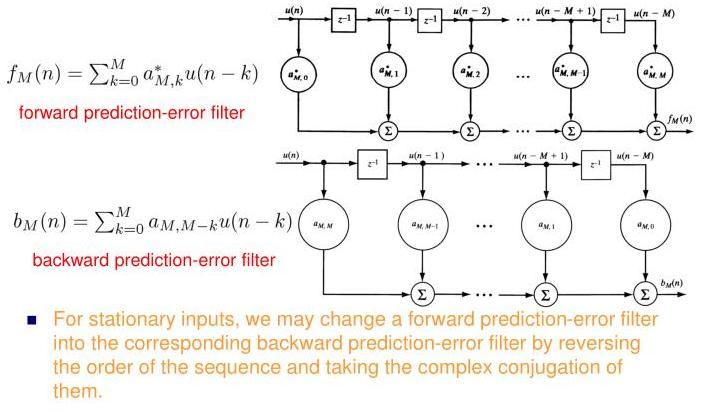 u(n) z⁻¹ u(n − 1) z⁻¹ u(n − 2) ... u(n − M + 1) z⁻¹ u(n − M)
f_M(n) = ∑_{k=0}^{M} a*_{M,k} u(n − k)
a*_{M,0} a*_{M,1} a*_{M,2} ... a*_{M,M−1} a*_{M,M}
forward prediction-error filter
Σ Σ ... Σ Σ f_M(n)
u(n) z⁻¹ u(n − 1) ... u(n − M + 1) z⁻¹ u(n − M)
b_M(n) = ∑_{k=0}^{M} a_{M,M−k} u(n − k)
a_{M,M} a_{M,M−1} ... a_{M,1} a_{M,0}
backward prediction-error filter
Σ ... Σ Σ b_M(n)
■ For stationary inputs, we may change a forward prediction-error filter
into the corresponding backward prediction-error filter by reversing
the order of the sequence and taking the complex conjugation of
them.